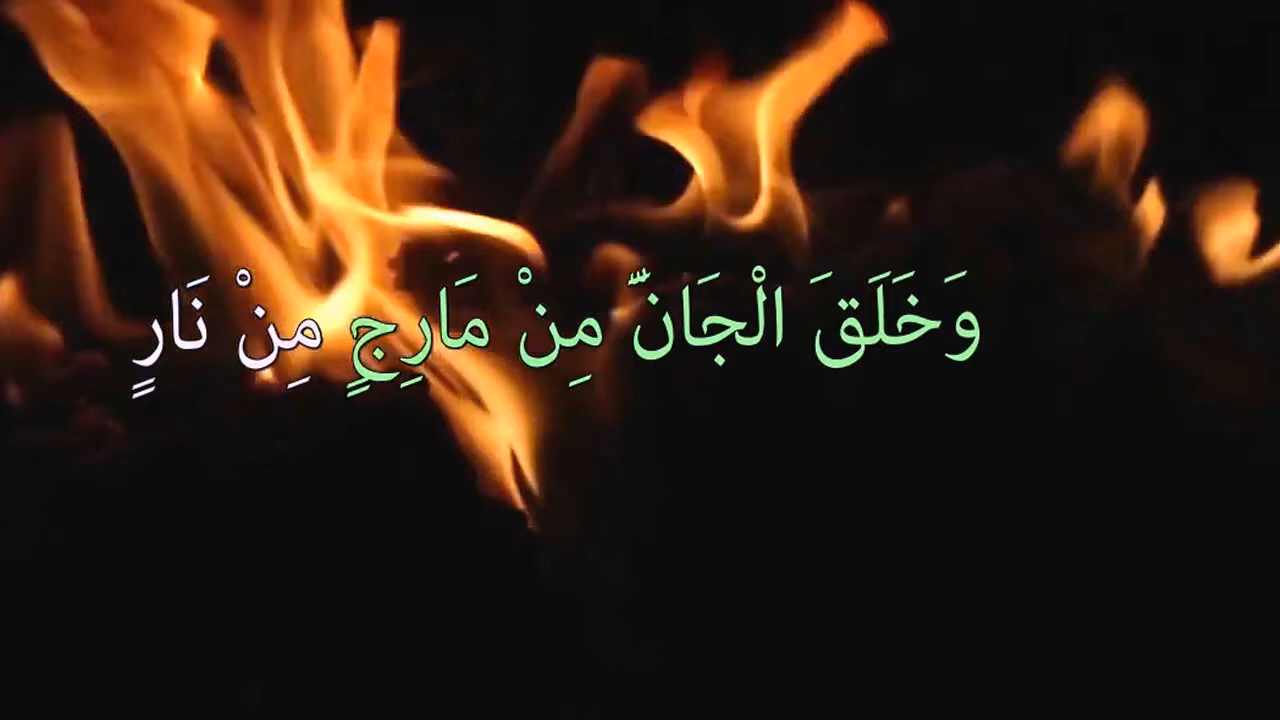 وَخَلَقَ الْجَانَّ مِنْ مَارِجٍ مِنْ نَارٍ